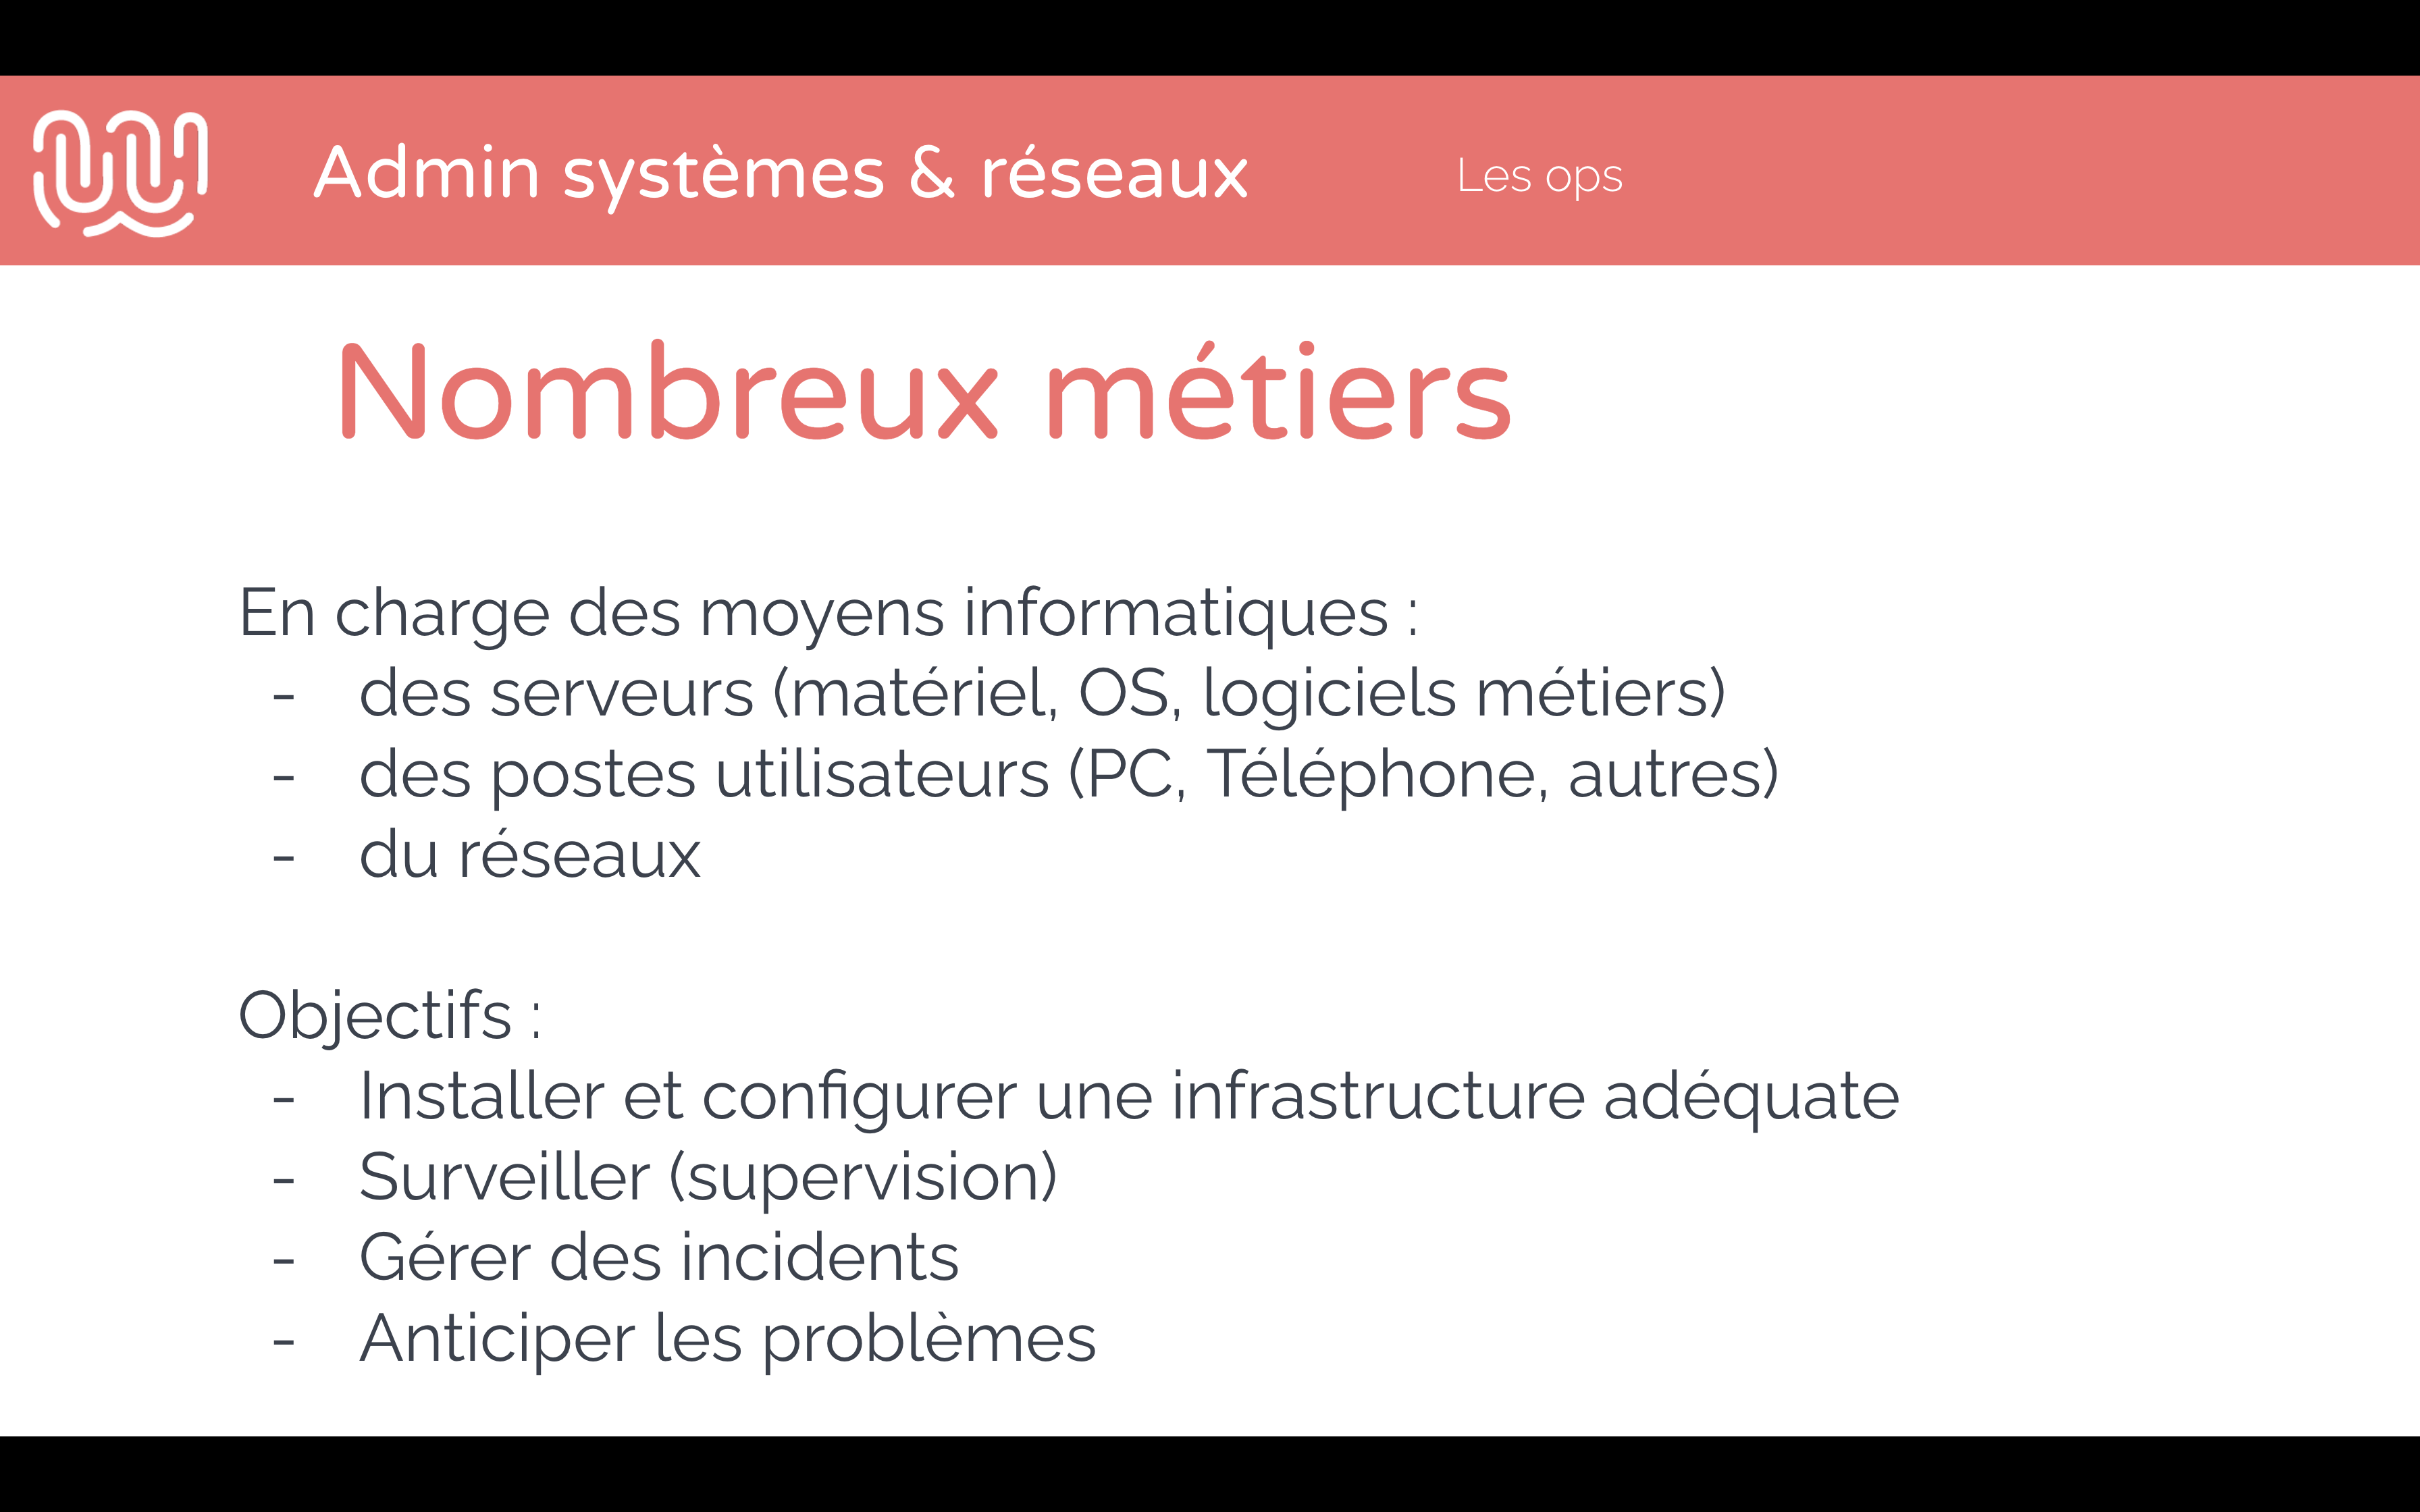 Admin systèmes & réseaux Les ops
Nombreux métiers
En charge des moyens informatiques :
- des serveurs (matériel, OS, logiciels métiers)
- des postes utilisateurs (PC, Téléphone, autres)
- du réseaux
Objectifs :
- Installer et configurer une infrastructure adéquate
- Surveiller (supervision)
- Gérer des incidents
- Anticiper les problèmes